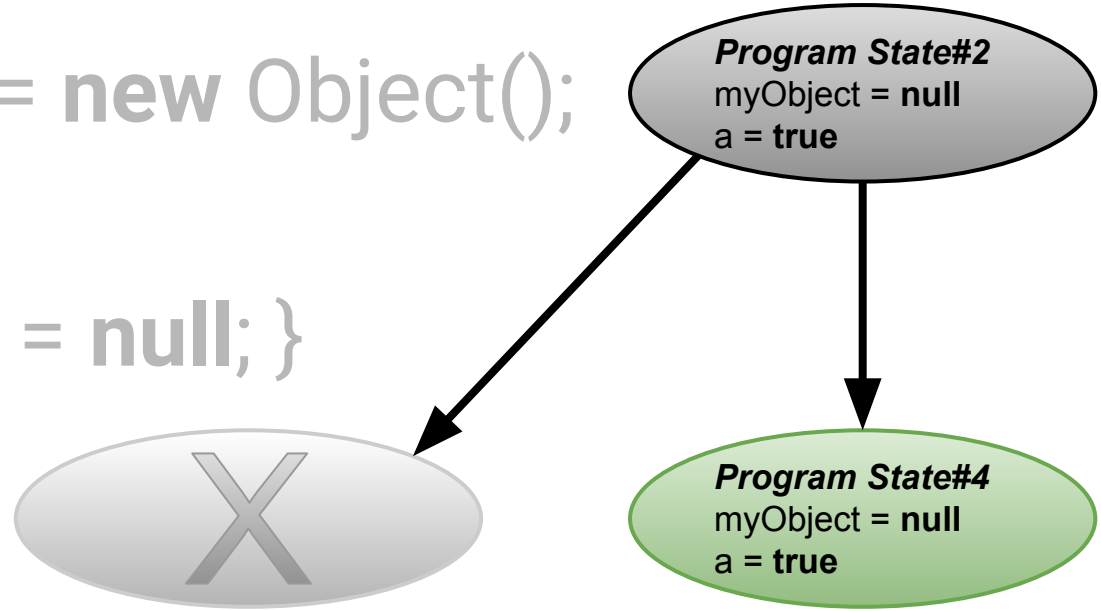 = new Object();
= null; }
Program State#2
myObject = null
a = true
X
Program State#4
myObject = null
a = true